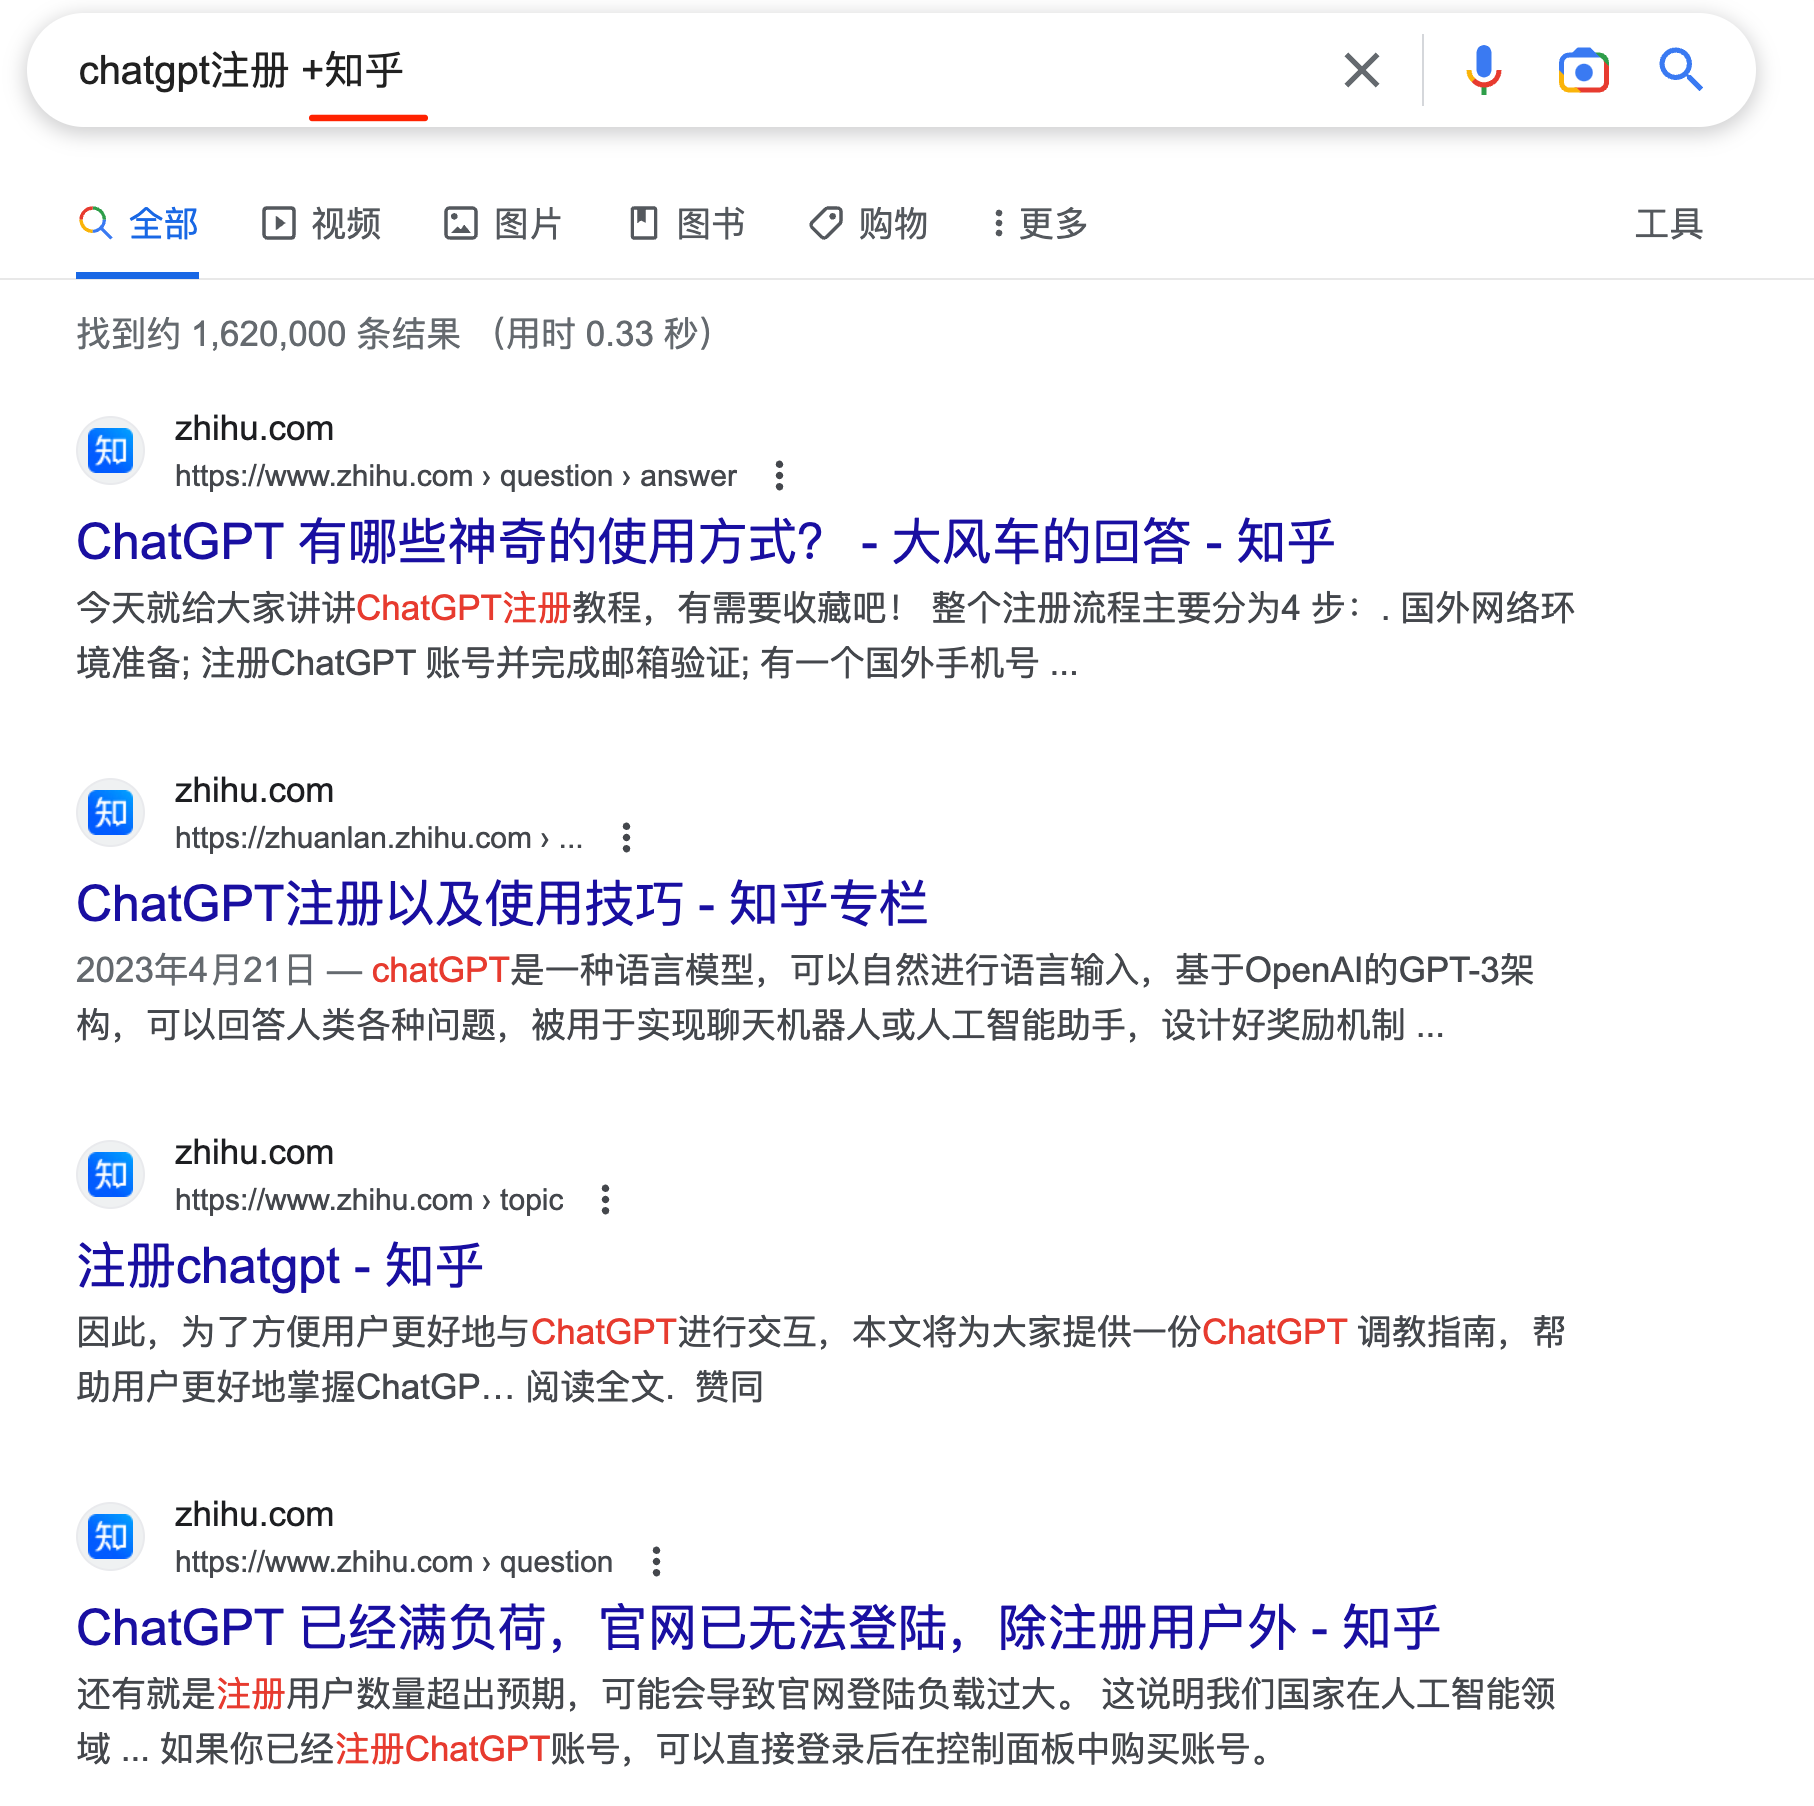 chatgpt注册 +知乎
全部 视频 图片 图书 购物 更多 工具
找到约 1,620,000 条结果 （用时 0.33 秒）
知 zhihu.com
https://www.zhihu.com › question › answer
ChatGPT 有哪些神奇的使用方式？ - 大风车的回答 - 知乎
今天就给大家讲讲ChatGPT注册教程，有需要收藏吧！ 整个注册流程主要分为4 步：. 国外网络环
境准备; 注册ChatGPT 账号并完成邮箱验证; 有一个国外手机号 ...
知 zhihu.com
https://zhuanlan.zhihu.com › ...
ChatGPT注册以及使用技巧 - 知乎专栏
2023年4月21日 — chatGPT是一种语言模型，可以自然进行语言输入，基于OpenAI的GPT-3架
构，可以回答人类各种问题，被用于实现聊天机器人或人工智能助手，设计好奖励机制 ...
知 zhihu.com
https://www.zhihu.com › topic
注册chatgpt - 知乎
因此，为了方便用户更好地与ChatGPT进行交互，本文将为大家提供一份ChatGPT 调教指南，帮
助用户更好地掌握ChatGP… 阅读全文. 赞同
知 zhihu.com
https://www.zhihu.com › question
ChatGPT 已经满负荷，官网已无法登陆，除注册用户外 - 知乎
还有就是注册用户数量超出预期，可能会导致官网登陆负载过大。 这说明我们国家在人工智能领
域 ... 如果你已经注册ChatGPT账号，可以直接登录后在控制面板中购买账号。